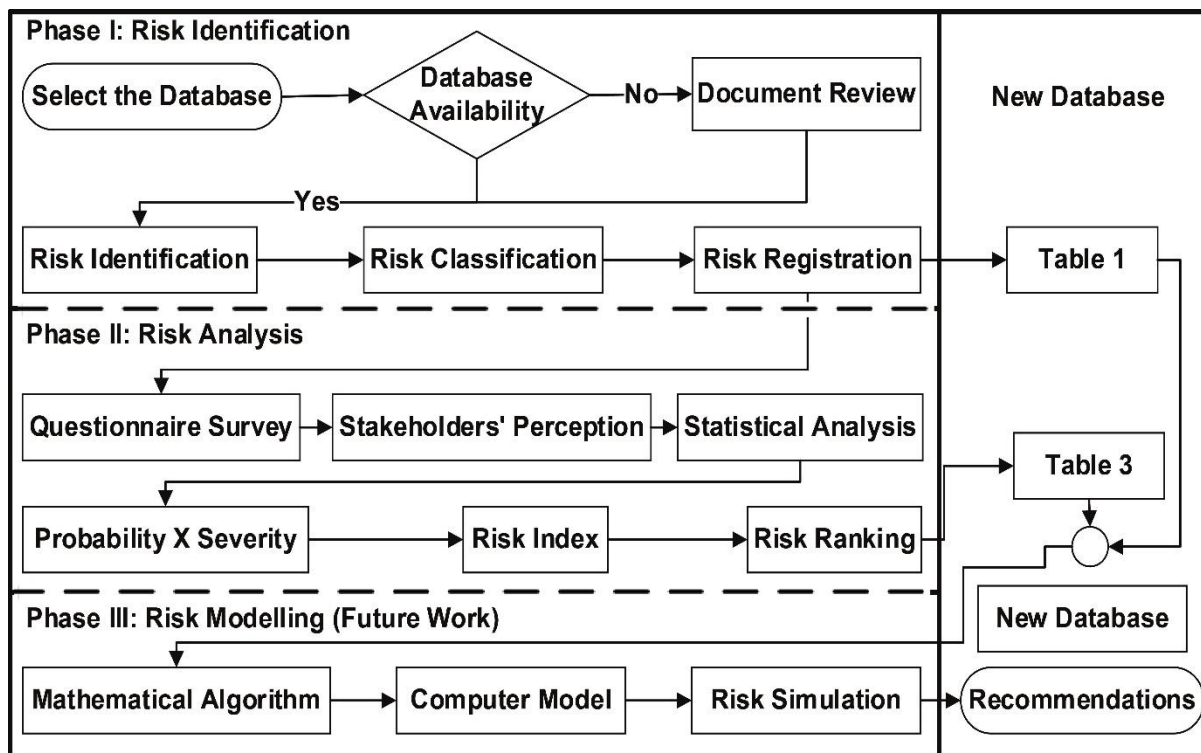 Phase I: Risk Identification
Select the Database
Database
Availability
No
Document Review
New Database
Yes
Risk Identification
Risk Classification
Risk Registration
Table 1
Phase II: Risk Analysis
Questionnaire Survey
Stakeholders' Perception
Statistical Analysis
Table 3
Probability X Severity
Risk Index
Risk Ranking
Phase III: Risk Modelling (Future Work)
New Database
Mathematical Algorithm
Computer Model
Risk Simulation
Recommendations